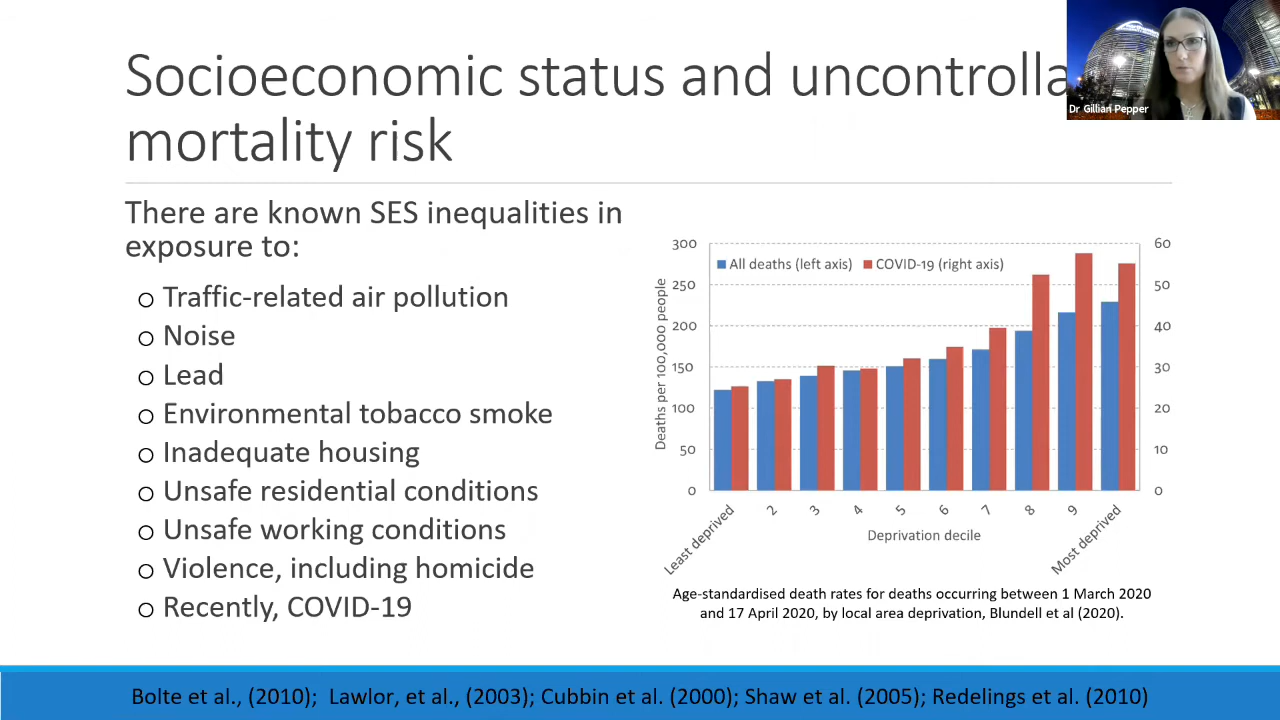 Socioeconomic status and uncontrolla
mortality risk
Dr Gillian Pepper
There are known SES inequalities in
exposure to:
o Traffic-related air pollution
o Noise
o Lead
o Environmental tobacco smoke
o Inadequate housing
o Unsafe residential conditions
o Unsafe working conditions
o Violence, including homicide
o Recently, COVID-19
All deaths (left axis) COVID-19 (right axis)
Deaths per 100,000 people
300
250
200
150
100
50
0
60
50
40
30
20
10
0
Least deprived 2 3 4 5 6 7 8 9 Most deprived
Deprivation decile
Age-standardised death rates for deaths occurring between 1 March 2020
and 17 April 2020, by local area deprivation, Blundell et al (2020).
Bolte et al., (2010); Lawlor, et al., (2003); Cubbin et al. (2000); Shaw et al. (2005); Redelings et al. (2010)